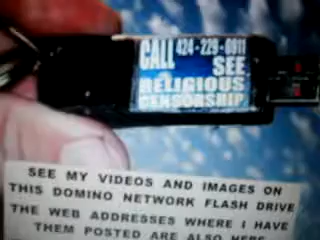 CALL 424-229-0911
SEE
RELIGIOUS
CENSORSHIP
SEE MY VIDEOS AND IMAGES ON
THIS DOMINO NETWORK FLASH DRIVE
THE WEB ADDRESSES WHERE I HAVE
THEM POSTED ARE ALSO HERE